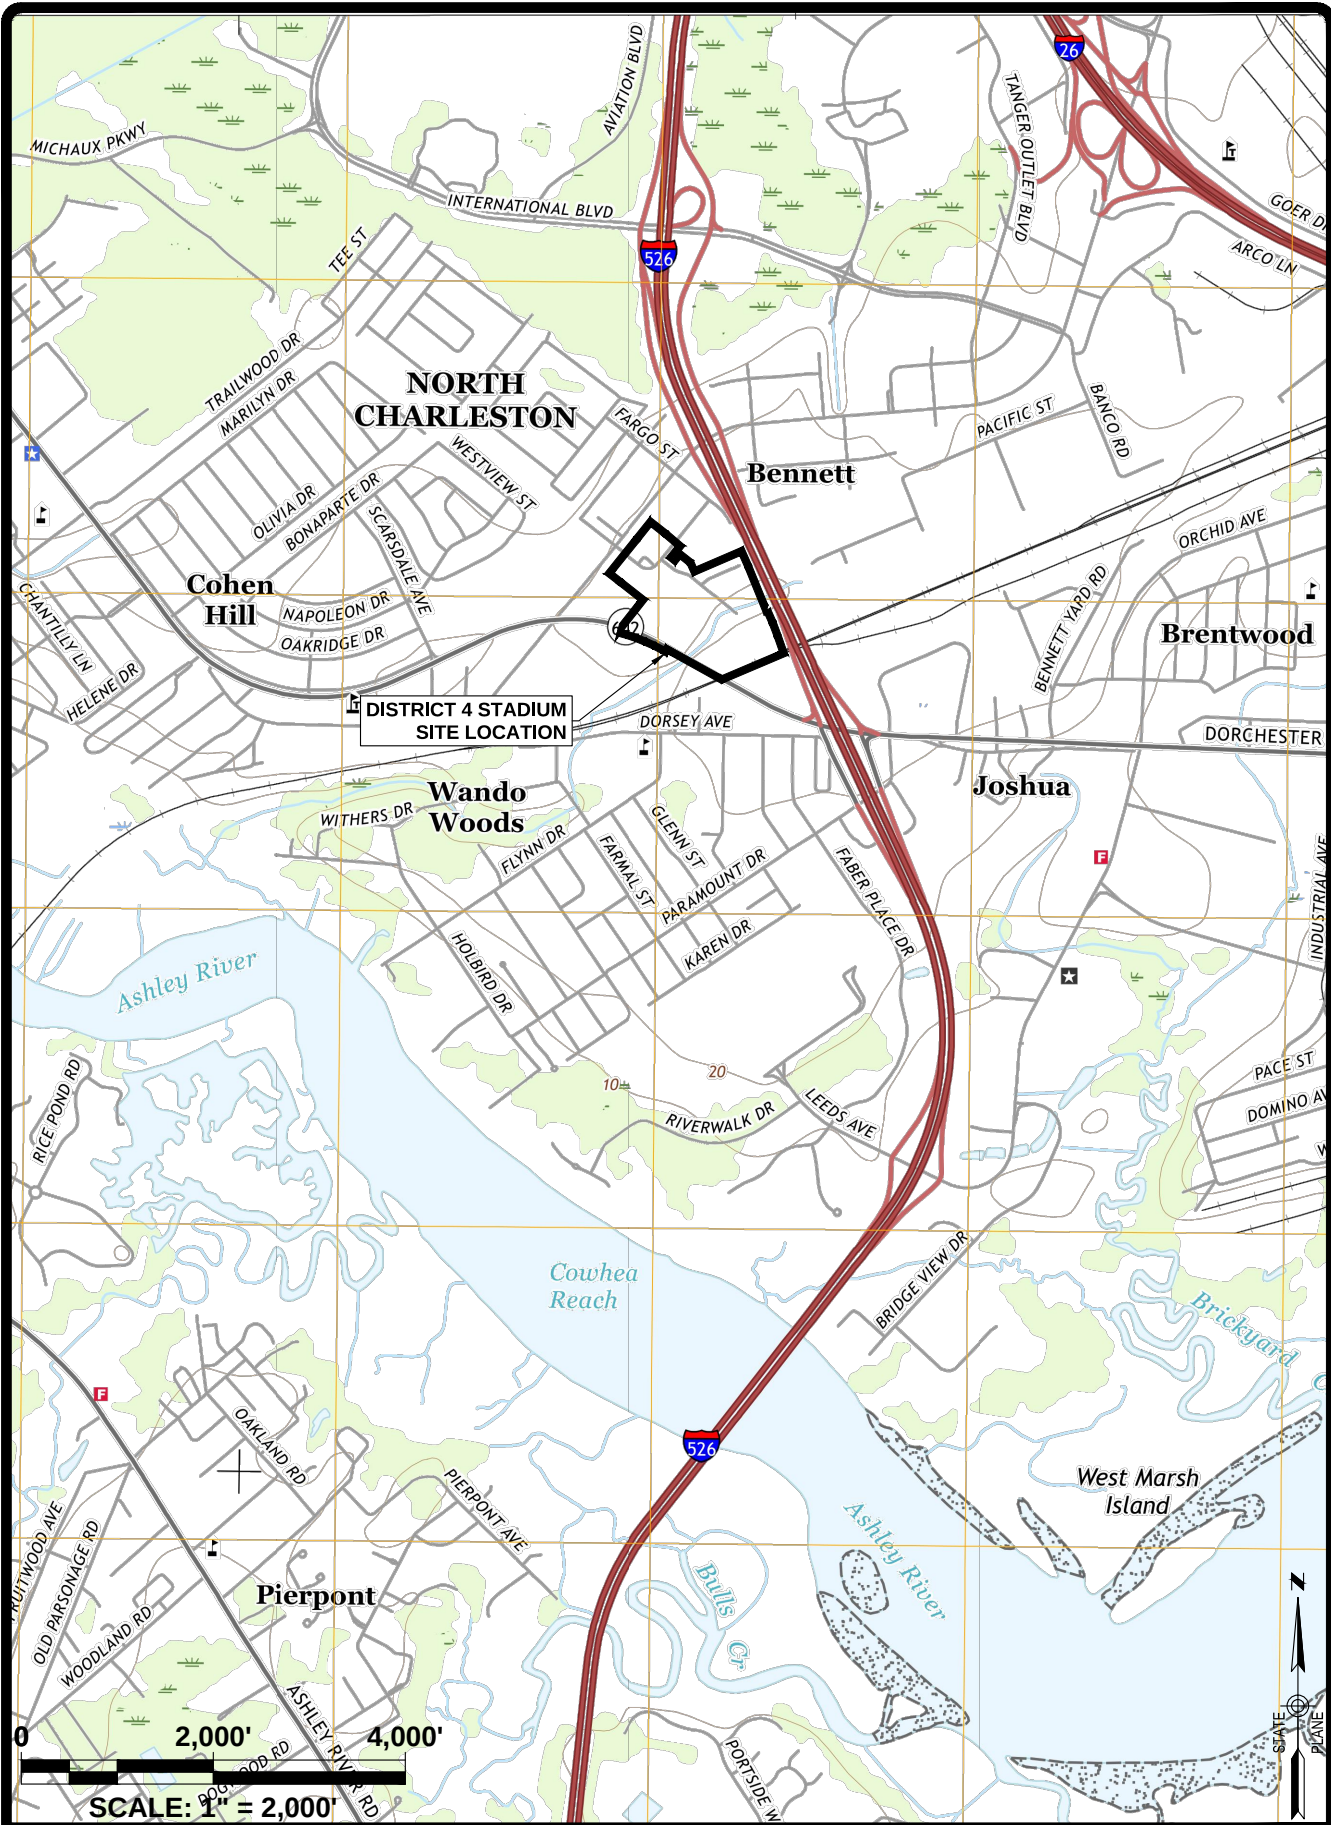 26
AVIATION BLVD
TANGER OUTLET BLVD
MICHAUX PKWY
INTERNATIONAL BLVD
GOER
ARCO LN
TEE ST
526
TRAILWOOD DR
MARILYN DR
NORTH
CHARLESTON
FARGO ST
PACIFIC ST
BANCO RD
WESTVIEW ST
Bennett
OLIVIA DR
BONAPARTE DR
SCARSDALE AVE
ORCHID AVE
Cohen
Hill
CHANTILLY LN
NAPOLEON DR
OAKRIDGE DR
HELENE DR
BENNETT YARD RD
Brentwood
DISTRICT 4 STADIUM
SITE LOCATION
DORSEY AVE
DORCHESTER
Wando
Woods
Joshua
WITHERS DR
FLYNN DR
GLENN ST
FARMAL ST
PARAMOUNT DR
KAREN DR
FABER PLACE DR
F
INDUSTRIAL AVE
HOLBIRD DR
Ashley River
RICE POND RD
10
20
RIVERWALK DR
LEEDS AVE
PACE ST
DOMINO
BRIDGE VIEW DR
Cowhea
Reach
Brickyard
F
OAKLAND RD
PIERPONT AVE
526
West Marsh
Island
Ashley River
FRUITWOOD AVE
OLD PARSONAGE RD
WOODLAND RD
Pierpont
Bulls
Cr
ASHLEY RIVER RD
DOGWOOD RD
PORTSIDE W
N
STATE
PLANE
0 2,000' 4,000'
SCALE: 1" = 2,000'